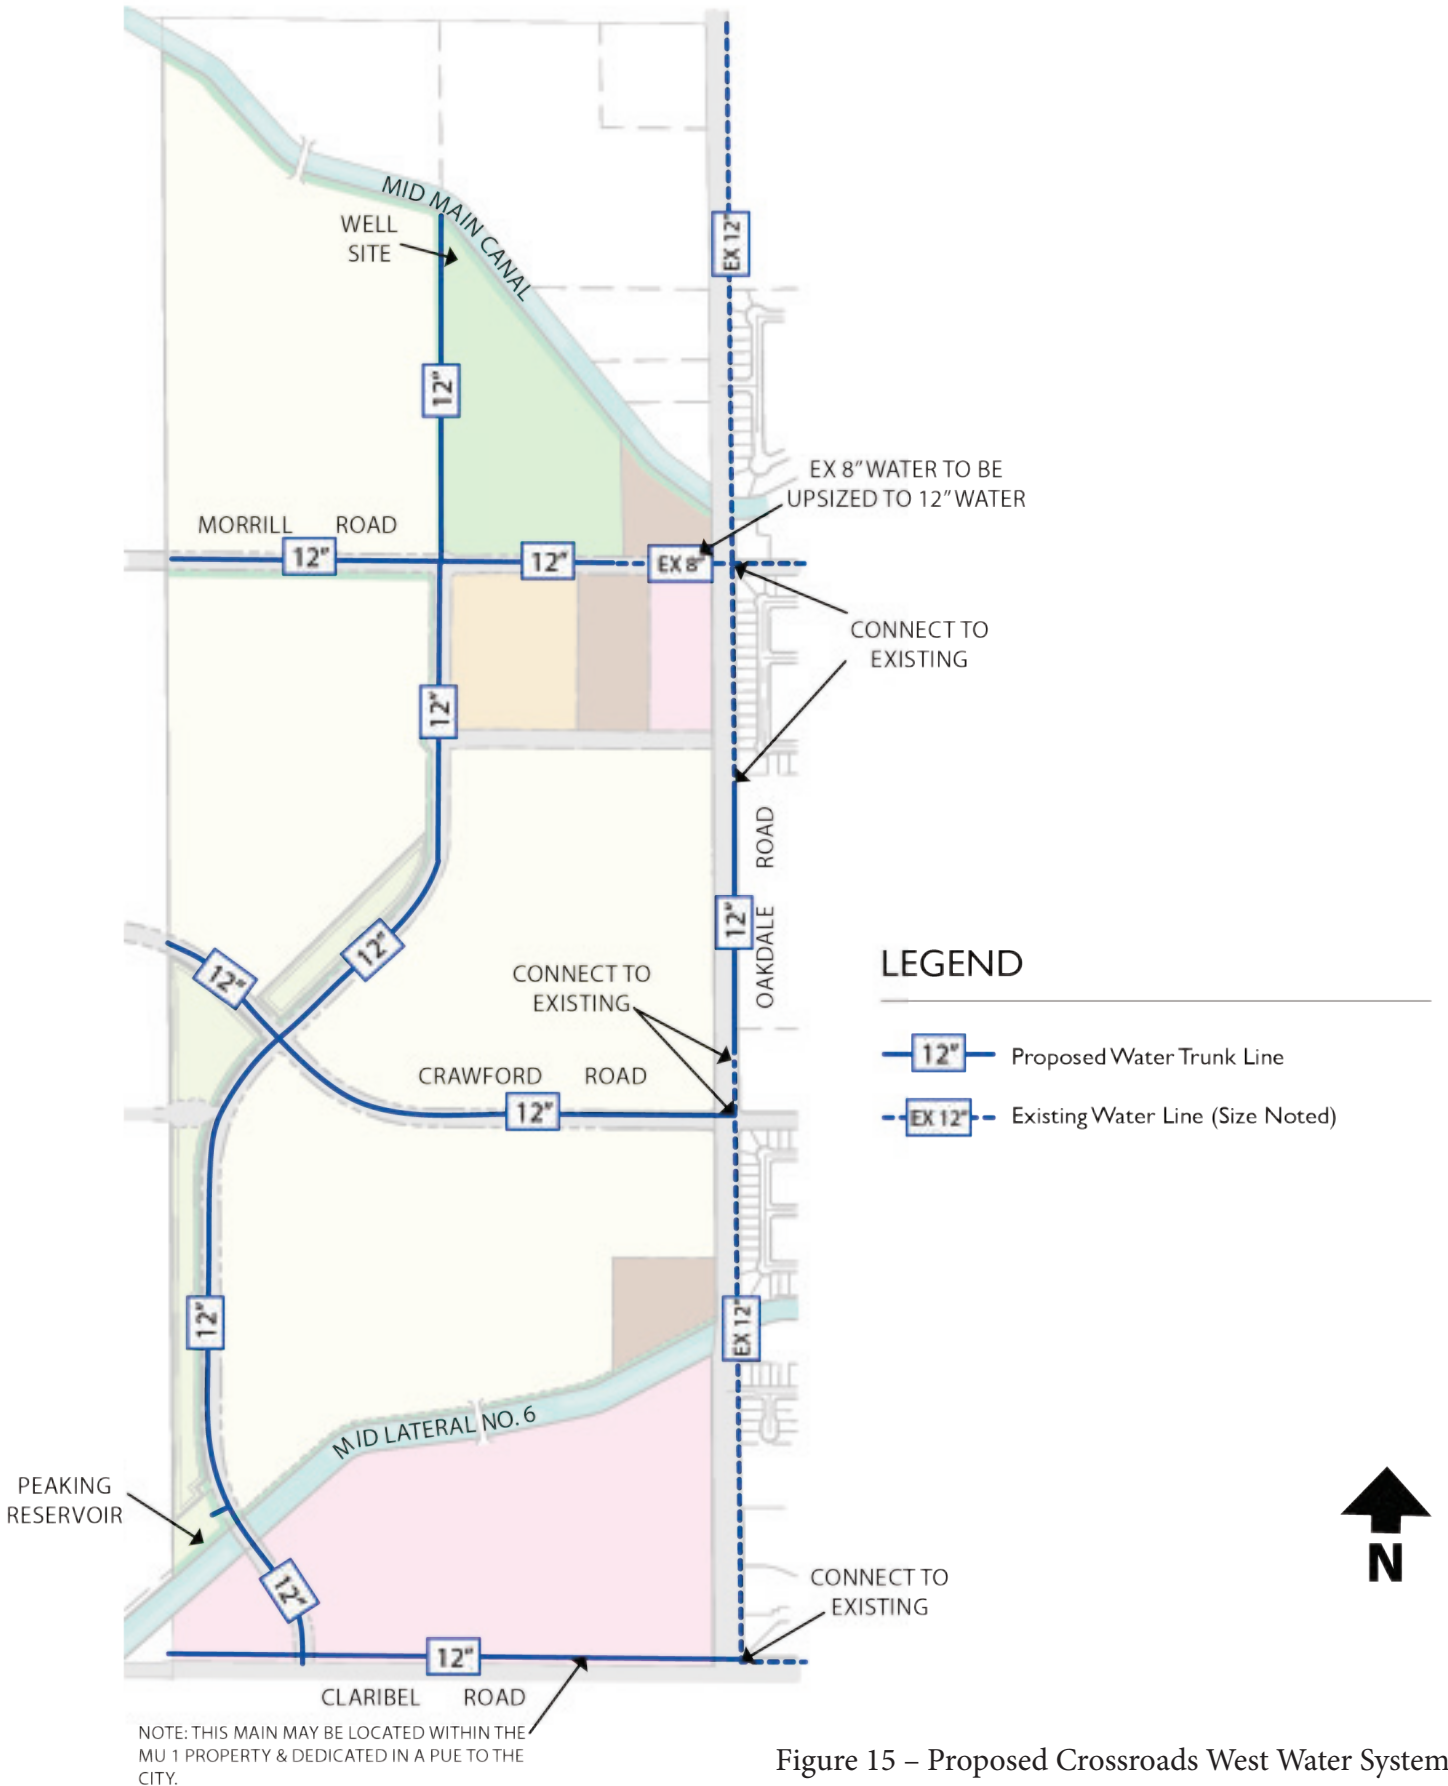 MID MAIN CANAL
WELL
SITE
EX 12"
12"
EX 8" WATER TO BE
UPSIZED TO 12" WATER
MORRILL ROAD
12"
12"
EX 8"
CONNECT TO
EXISTING
12"
OAKDALE ROAD
12"
12"
12"
CONNECT TO
EXISTING
LEGEND
12" Proposed Water Trunk Line
EX 12" Existing Water Line (Size Noted)
CRAWFORD ROAD
12"
12"
EX 12"
MID LATERAL NO. 6
PEAKING
RESERVOIR
12"
N
CONNECT TO
EXISTING
12"
CLARIBEL ROAD
NOTE: THIS MAIN MAY BE LOCATED WITHIN THE
MU 1 PROPERTY & DEDICATED IN A PUE TO THE
CITY.
Figure 15 – Proposed Crossroads West Water System